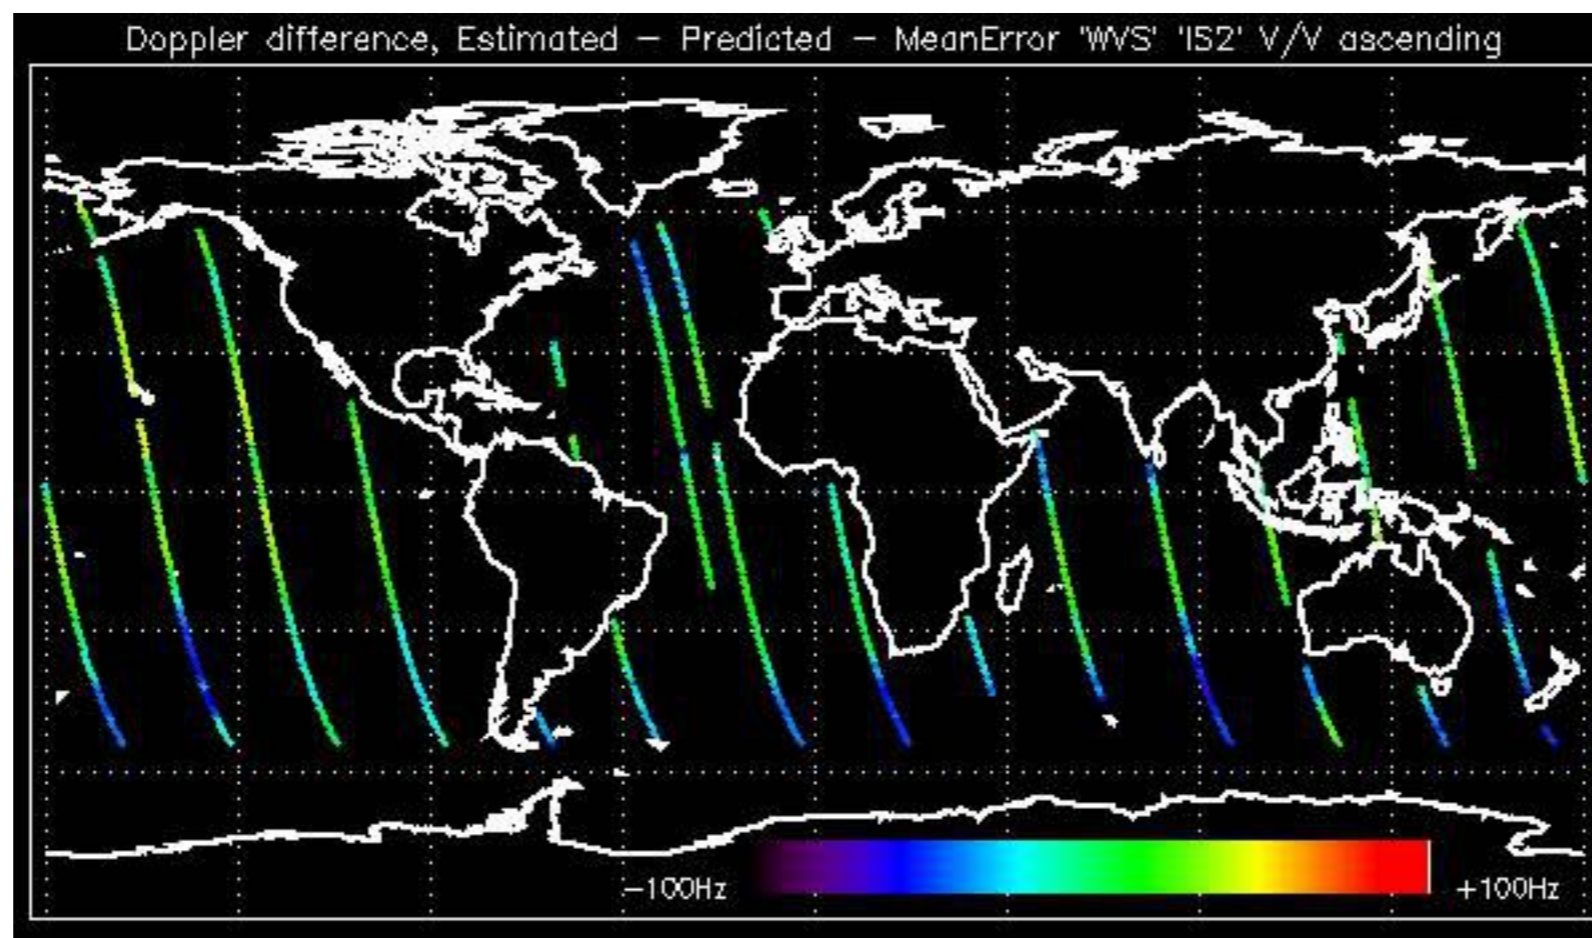 Doppler difference, Estimated – Predicted – MeanError 'WVS' 'IS2' V/V ascending
–100Hz
+100Hz